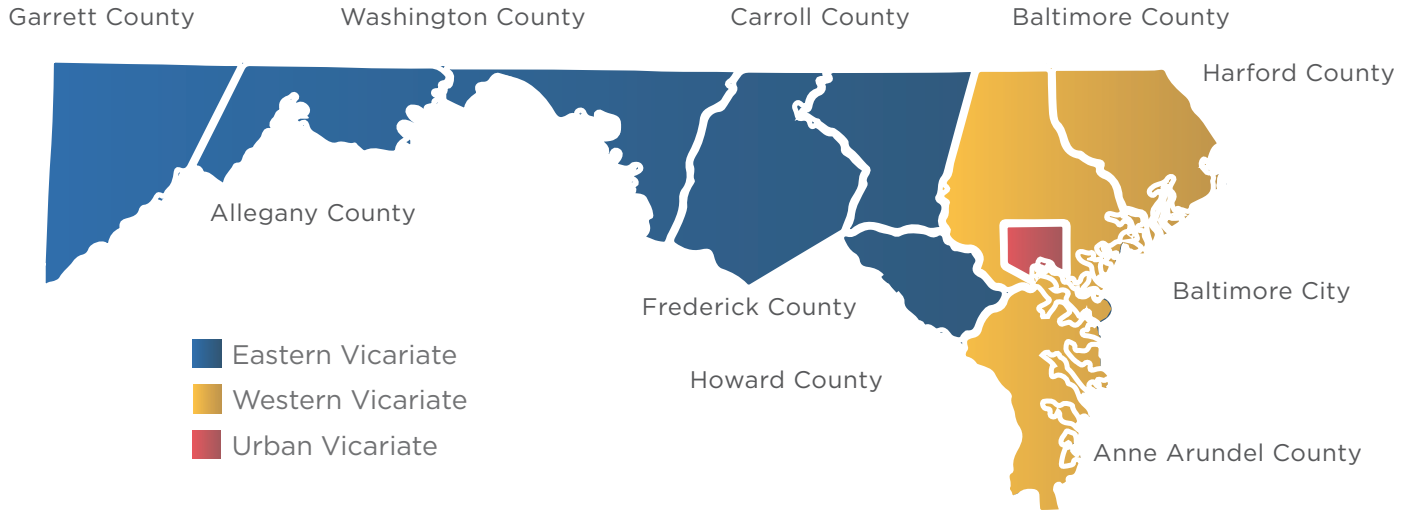 Garrett County
Washington County
Carroll County
Baltimore County
Harford County
Allegany County
Baltimore City
Frederick County
Eastern Vicariate
Howard County
Western Vicariate
Urban Vicariate
Anne Arundel County